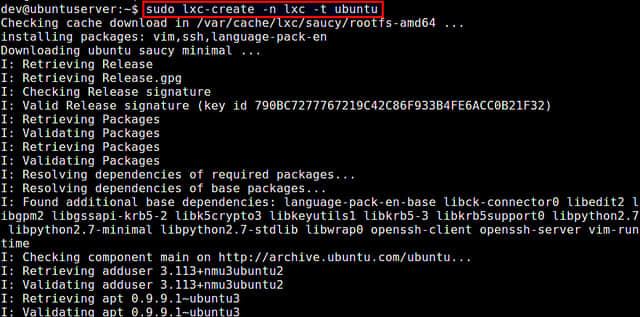 dev@ubuntuserver:~$ sudo lxc-create -n lxc -t ubuntu
Checking cache download in /var/cache/lxc/saucy/rootfs-amd64 ...
installing packages: vim,ssh,language-pack-en
Downloading ubuntu saucy minimal ...
I: Retrieving Release
I: Retrieving Release.gpg
I: Checking Release signature
I: Valid Release signature (key id 790BC7277767219C42C86F933B4FE6ACC0B21F32)
I: Retrieving Packages
I: Validating Packages
I: Retrieving Packages
I: Validating Packages
I: Resolving dependencies of required packages...
I: Resolving dependencies of base packages...
I: Found additional base dependencies: language-pack-en-base libck-connector0 libedit2 l
ibgpm2 libgssapi-krb5-2 libk5crypto3 libkeyutils1 libkrb5-3 libkrb5support0 libpython2.7
 libpython2.7-minimal libpython2.7-stdlib libwrap0 openssh-client openssh-server vim-run
time
I: Checking component main on http://archive.ubuntu.com/ubuntu...
I: Retrieving adduser 3.113+nmu3ubuntu2
I: Validating adduser 3.113+nmu3ubuntu2
I: Retrieving apt 0.9.9.1~ubuntu3
I: Validating apt 0.9.9.1~ubuntu3